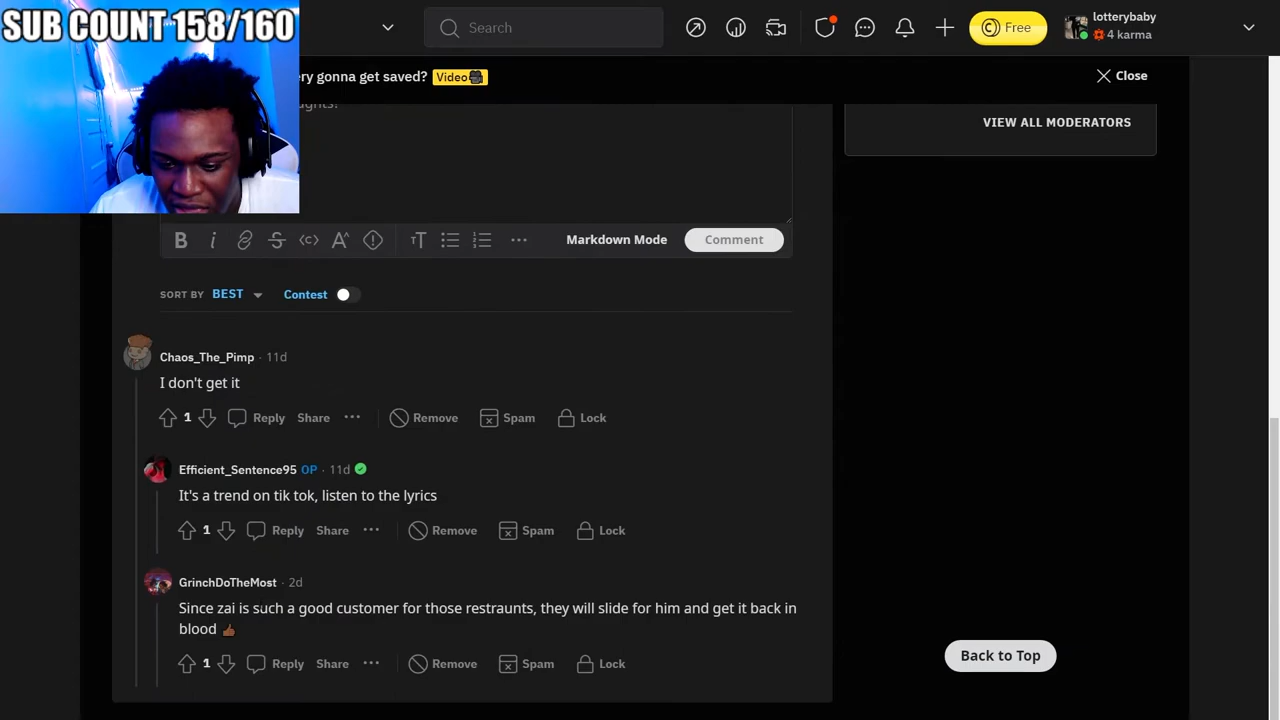 SUB COUNT 158/160
Search
Free
lotterybaby
4 karma
ery gonna get saved? Video
Close
VIEW ALL MODERATORS
Markdown Mode
Comment
SORT BY BEST
Contest
Chaos_The_Pimp · 11d
I don't get it
1 Reply Share ··· Remove Spam Lock
Efficient_Sentence95 OP · 11d
It's a trend on tik tok, listen to the lyrics
1 Reply Share ··· Remove Spam Lock
GrinchDoTheMost · 2d
Since zai is such a good customer for those restraunts, they will slide for him and get it back in
blood 👍🏾
1 Reply Share ··· Remove Spam Lock
Back to Top